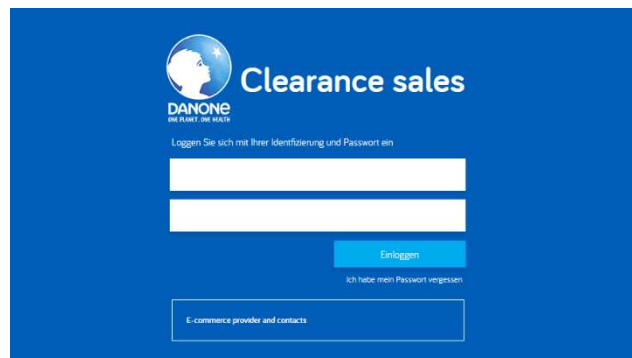 Clearance sales
DANONE
ONE PLANET. ONE HEALTH
Loggen Sie sich mit Ihrer Identfizierung und Passwort ein
Einloggen
Ich habe mein Passwort vergessen
E-commerce provider and contacts